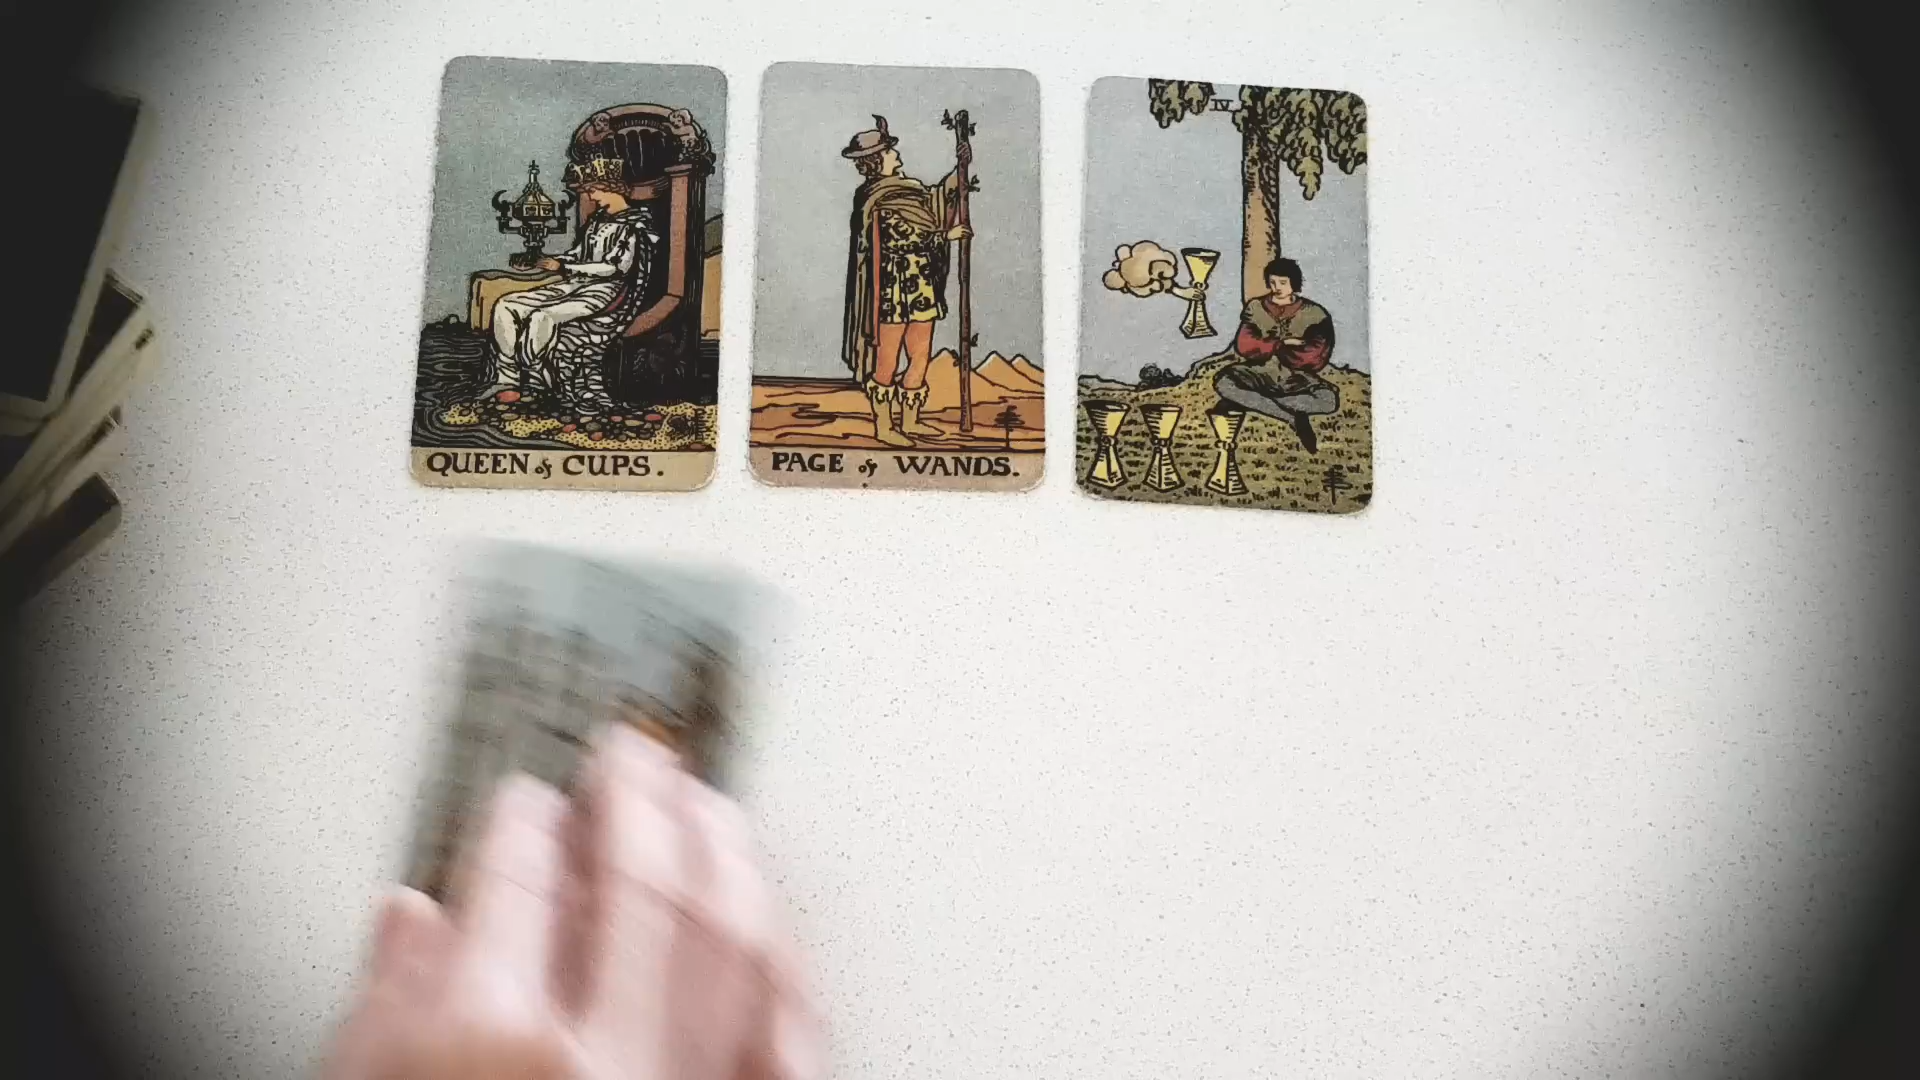 QUEEN of CUPS.
PAGE of WANDS.
IV